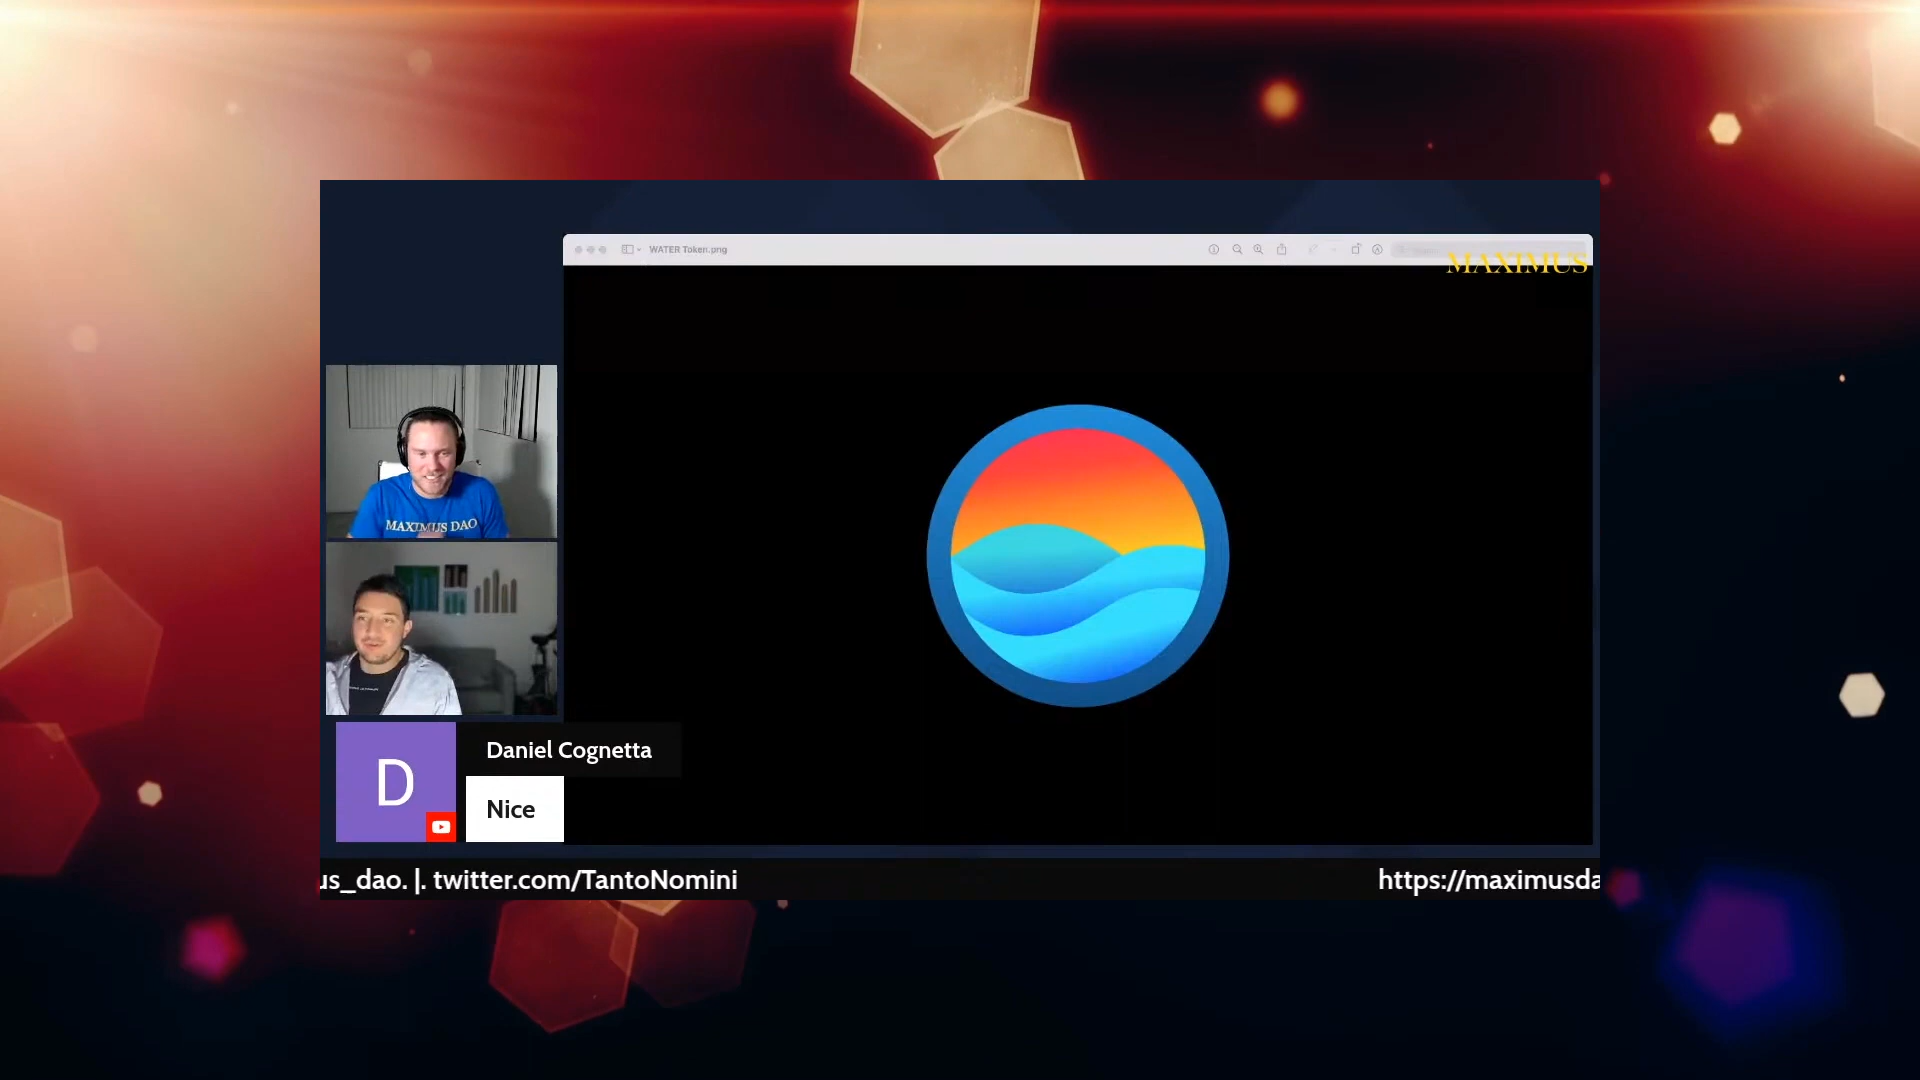 WATER Token.png
MAXIMUS
MAXIMUS DAO
D
Daniel Cognetta
Nice
us_dao. |. twitter.com/TantoNomini
https://maximusda